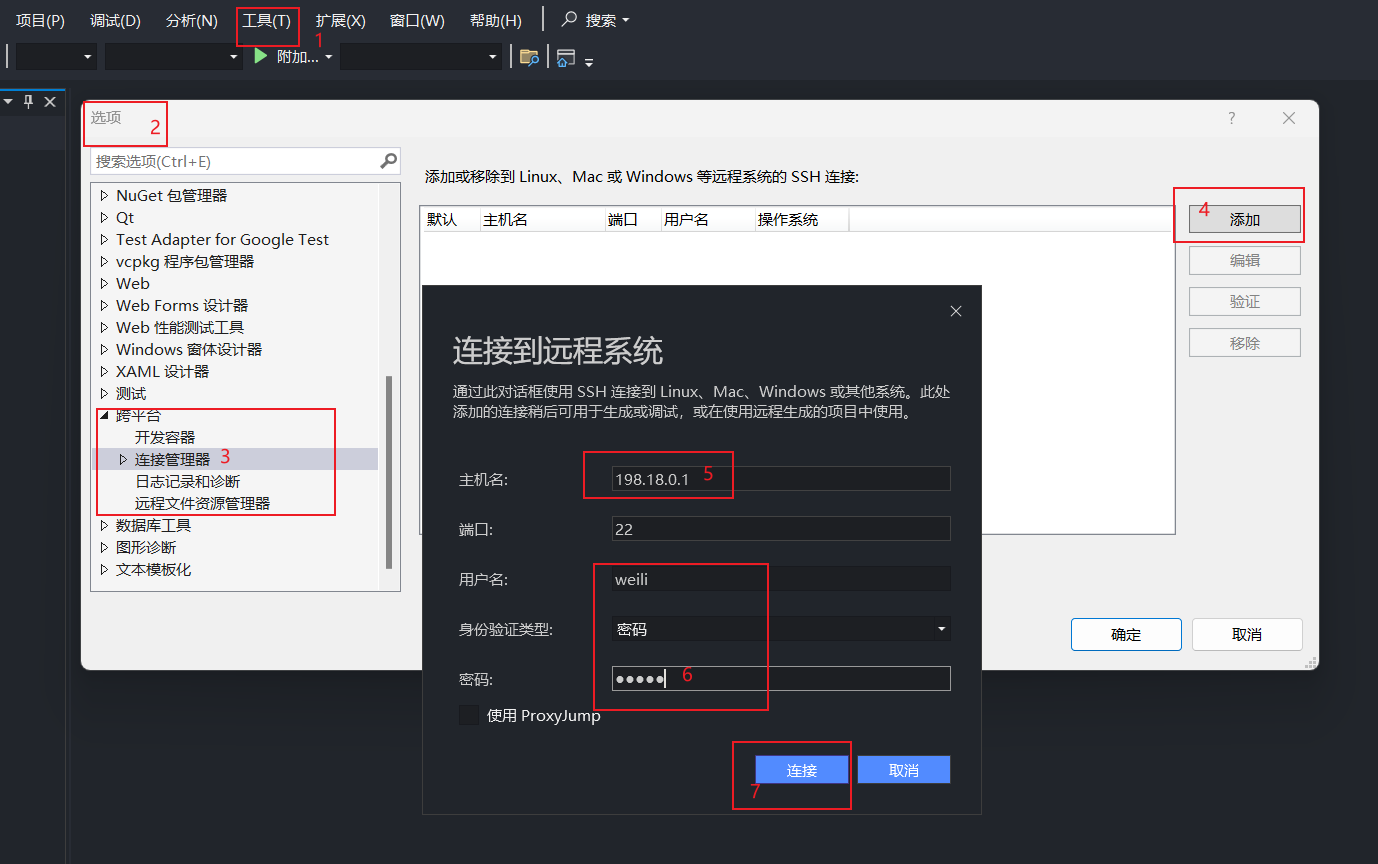 项目(P) 调试(D) 分析(N) 工具(T) 扩展(X) 窗口(W) 帮助(H) 搜索
1
附加...
选项
2
? 
搜索选项(Ctrl+E)
NuGet 包管理器
Qt
Test Adapter for Google Test
vcpkg 程序包管理器
Web
Web Forms 设计器
Web 性能测试工具
Windows 窗体设计器
XAML 设计器
测试
跨平台
开发容器
连接管理器 3
日志记录和诊断
远程文件资源管理器
数据库工具
图形诊断
文本模板化
添加或移除到 Linux、Mac 或 Windows 等远程系统的 SSH 连接:
默认 主机名 端口 用户名 操作系统
4 添加
编辑
验证
移除
连接到远程系统
通过此对话框使用 SSH 连接到 Linux、Mac、Windows 或其他系统。此处
添加的连接稍后可用于生成或调试，或在使用远程生成的项目中使用。
主机名: 198.18.0.1 5
端口: 22
用户名: weili
身份验证类型: 密码
密码: ●●●●● 6
使用 ProxyJump
连接 取消
7
确定 取消